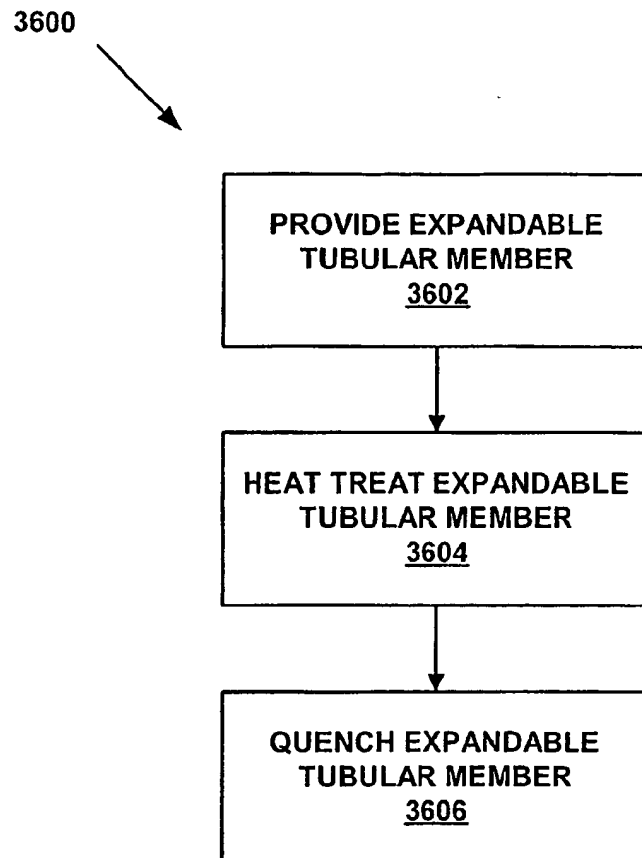 3600
PROVIDE EXPANDABLE
TUBULAR MEMBER
3602
HEAT TREAT EXPANDABLE
TUBULAR MEMBER
3604
QUENCH EXPANDABLE
TUBULAR MEMBER
3606